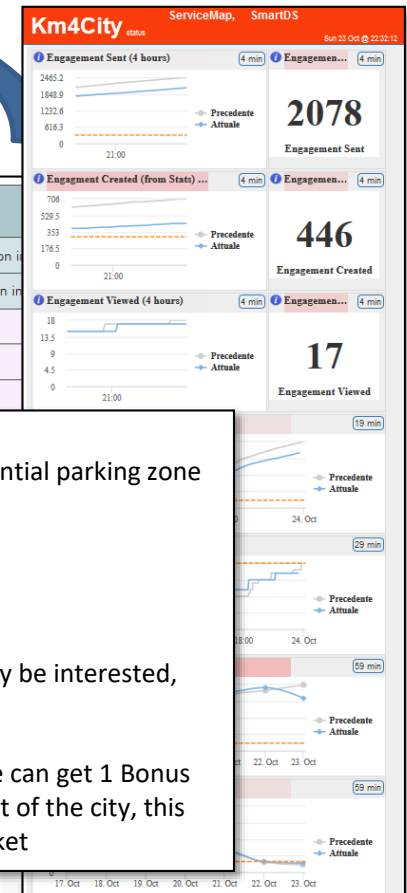 ServiceMap, SmartDS
Km4City status
Sun 23 Oct @ 22:32:12
Engagement Sent (4 hours) 4 min
2465.2
1848.9
1232.6
616.3
0
21:00
Precedente
Attuale
Engagemen... 4 min
2078
Engagement Sent
Engagment Created (from Stats) ... 4 min
706
529.5
353
176.5
0
21:00
Precedente
Attuale
Engagemen... 4 min
446
Engagement Created
Engagement Viewed (4 hours) 4 min
18
13.5
9
4.5
0
21:00
Precedente
Attuale
Engagemen... 4 min
17
Engagement Viewed
on i
n in
ntial parking zone
y be interested,
e can get 1 Bonus
t of the city, this
ket
19 min
Precedente
Attuale
0 24. Oct
29 min
Precedente
Attuale
18:00 24. Oct
59 min
Precedente
Attuale
ct 22. Oct 23. Oct
59 min
Precedente
Attuale
0
17. Oct 18. Oct 19. Oct 20. Oct 21. Oct 22. Oct 23. Oct